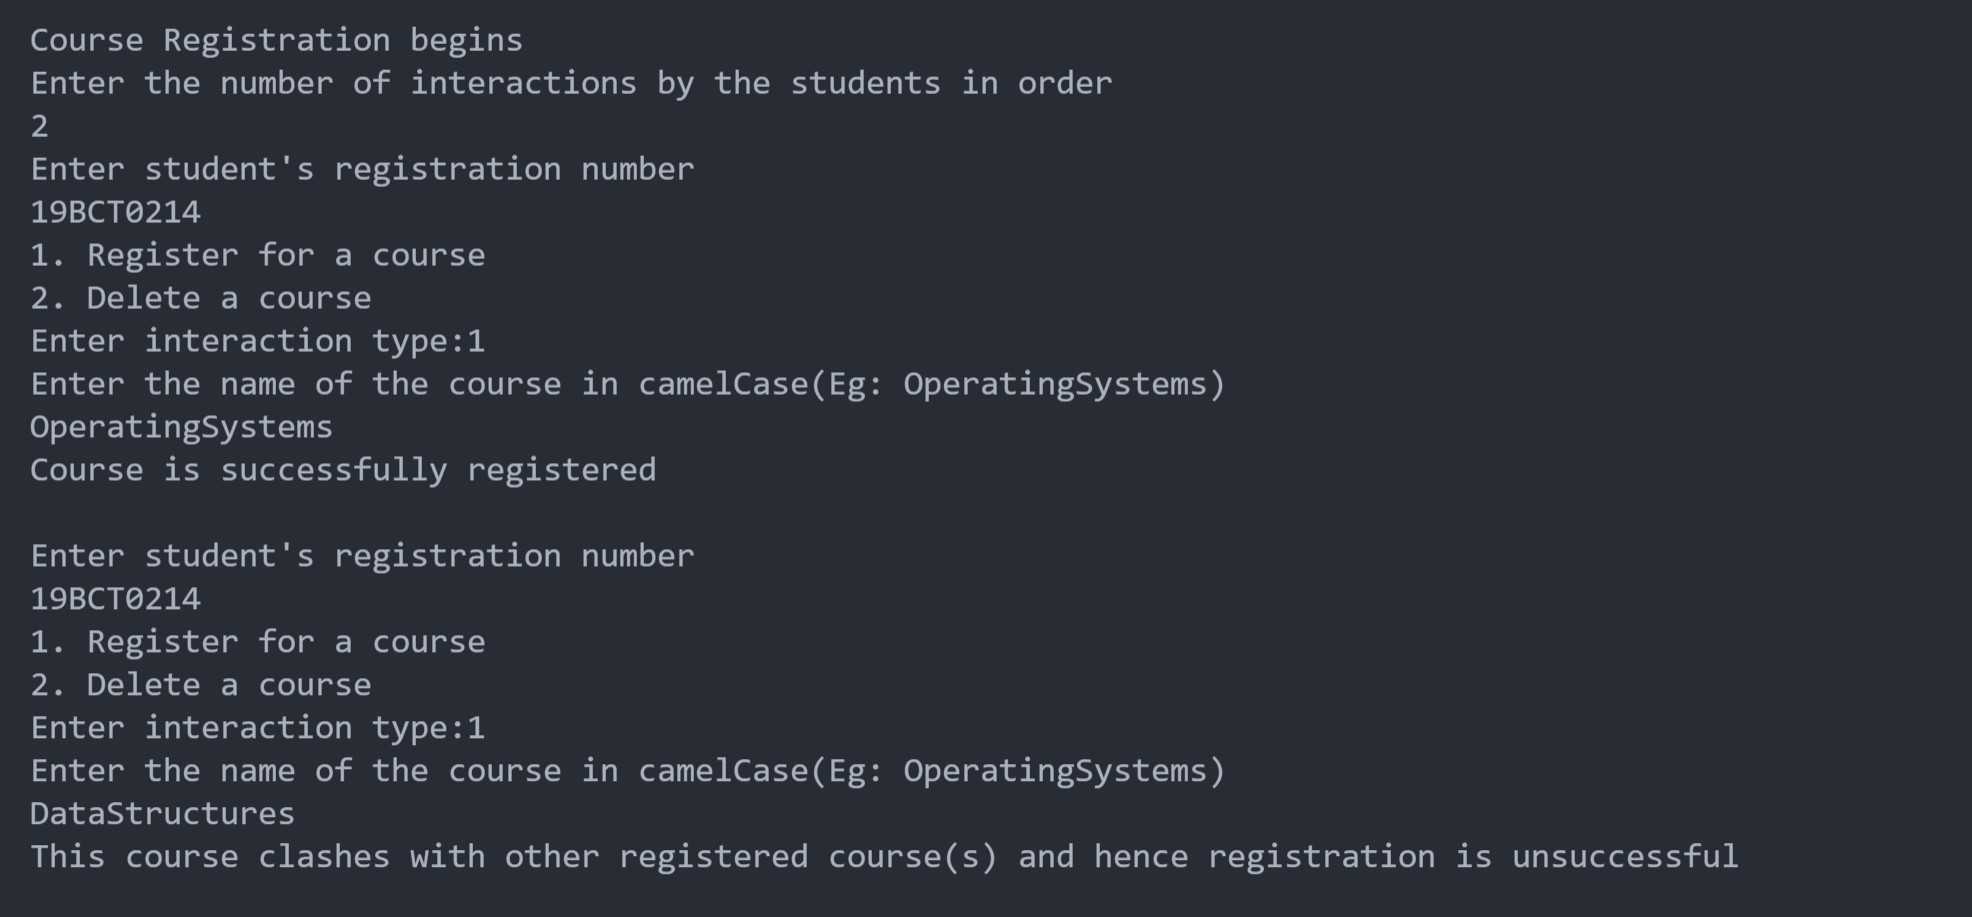 Course Registration begins
Enter the number of interactions by the students in order
2
Enter student's registration number
19BCT0214
1. Register for a course
2. Delete a course
Enter interaction type:1
Enter the name of the course in camelCase(Eg: OperatingSystems)
OperatingSystems
Course is successfully registered

Enter student's registration number
19BCT0214
1. Register for a course
2. Delete a course
Enter interaction type:1
Enter the name of the course in camelCase(Eg: OperatingSystems)
DataStructures
This course clashes with other registered course(s) and hence registration is unsuccessful